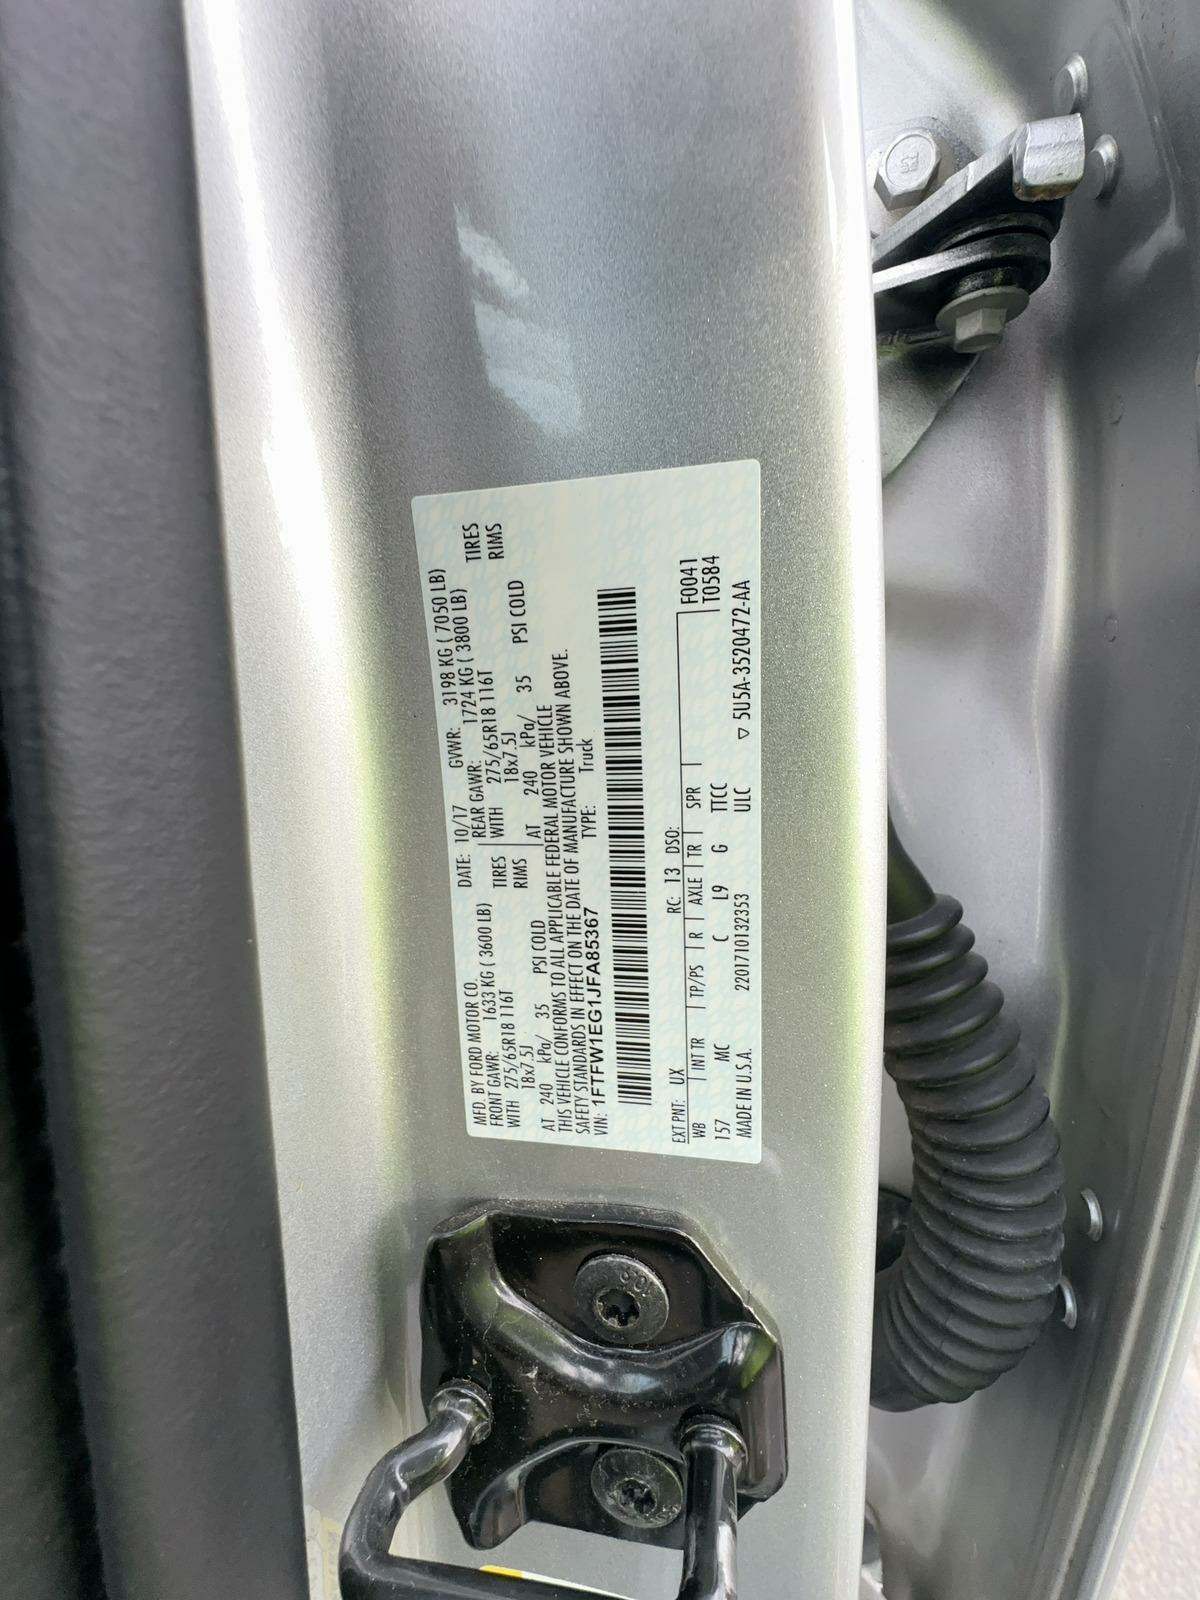 MFD. BY FORD MOTOR CO.
DATE: 10/17 GVWR: 3198 KG ( 7050 LB)
FRONT GAWR: 1633 KG ( 3600 LB)
REAR GAWR: 1724 KG ( 3800 LB)
WITH 275/65R18 116T TIRES
WITH 275/65R18 116T TIRES
18x7.5J RIMS
18x7.5J RIMS
AT 240 kPa/ 35 PSI COLD
AT 240 kPa/ 35 PSI COLD
THIS VEHICLE CONFORMS TO ALL APPLICABLE FEDERAL MOTOR VEHICLE
SAFETY STANDARDS IN EFFECT ON THE DATE OF MANUFACTURE SHOWN ABOVE.
VIN: 1FTFW1EG1JFA85367 TYPE: Truck
EXT PNT: UX RC: 13 DSO: F0041
WB INT TR TP/PS R AXLE TR SPR T0584
157 MC C L9 G TTCC
MADE IN U.S.A. 2201710132353 ULC ▽ 5U5A-3520472-AA